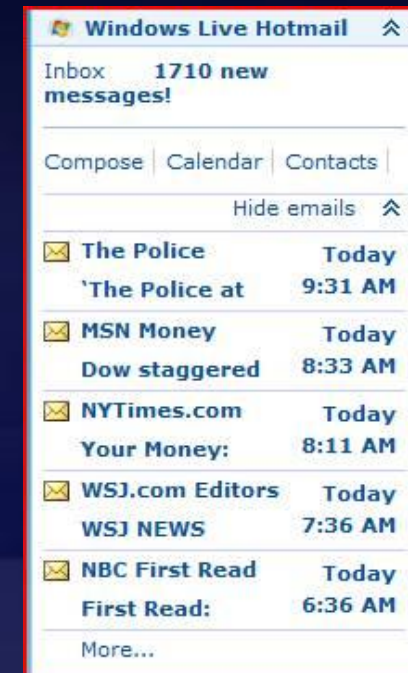 Windows Live Hotmail
Inbox 1710 new
messages!
Compose | Calendar | Contacts |
Hide emails
The Police Today
'The Police at 9:31 AM
MSN Money Today
Dow staggered 8:33 AM
NYTimes.com Today
Your Money: 8:11 AM
WSJ.com Editors Today
WSJ NEWS 7:36 AM
NBC First Read Today
First Read: 6:36 AM
More...